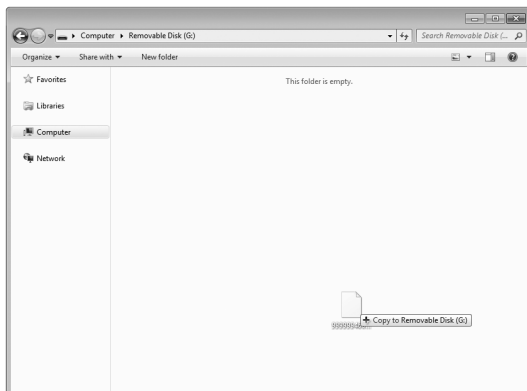 Computer ▸ Removable Disk (G:)
Search Removable Disk (...
Organize ▾ Share with ▾ New folder
Favorites
This folder is empty.
Libraries
Computer
Network
Copy to Removable Disk (G:)